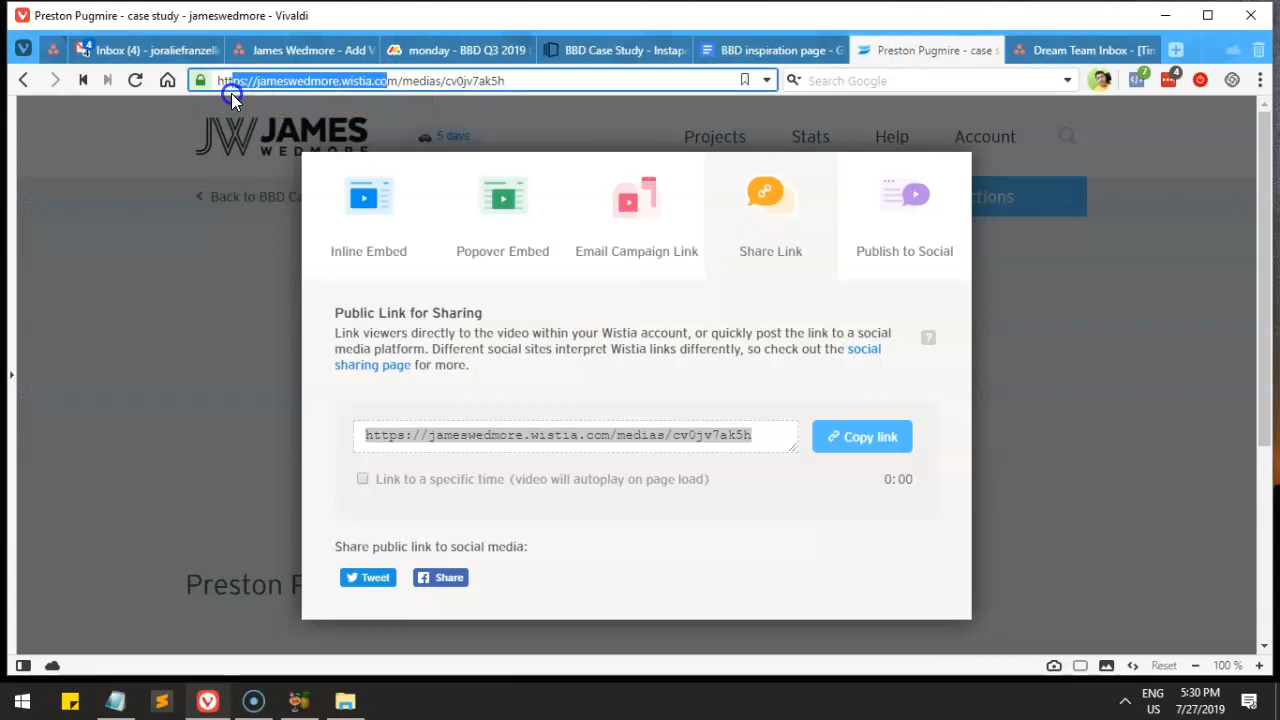 Preston Pugmire - case study - jameswedmore - Vivaldi
4
Inbox (4) - joraliefranzell
James Wedmore - Add V
monday - BBD Q3 2019
BBD Case Study - Instap
BBD inspiration page - G
Preston Pugmire - case s
Dream Team Inbox - [Tin
https://jameswedmore.wistia.com/medias/cv0jv7ak5h
Search Google
7
4
JW JAMES
WEDMORE
5 days
Projects
Stats
Help
Account
Back to BBD Ca
ctions
Inline Embed
Popover Embed
Email Campaign Link
Share Link
Publish to Social
Public Link for Sharing
Link viewers directly to the video within your Wistia account, or quickly post the link to a social
media platform. Different social sites interpret Wistia links differently, so check out the social
sharing page for more.
?
https://jameswedmore.wistia.com/medias/cv0jv7ak5h
Copy link
Link to a specific time (video will autoplay on page load)
0:00
Share public link to social media:
Tweet
Share
Preston P
Reset
100 %
ENG
US
5:30 PM
7/27/2019